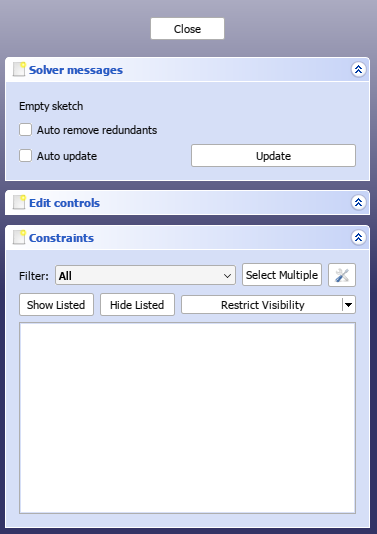 Close
Solver messages
Empty sketch
Auto remove redundants
Auto update
Update
Edit controls
Constraints
Filter: All Select Multiple
Show Listed Hide Listed Restrict Visibility